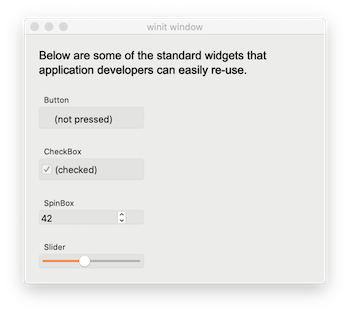 winit window
Below are some of the standard widgets that
application developers can easily re-use.
Button
(not pressed)
CheckBox
(checked)
SpinBox
42
Slider